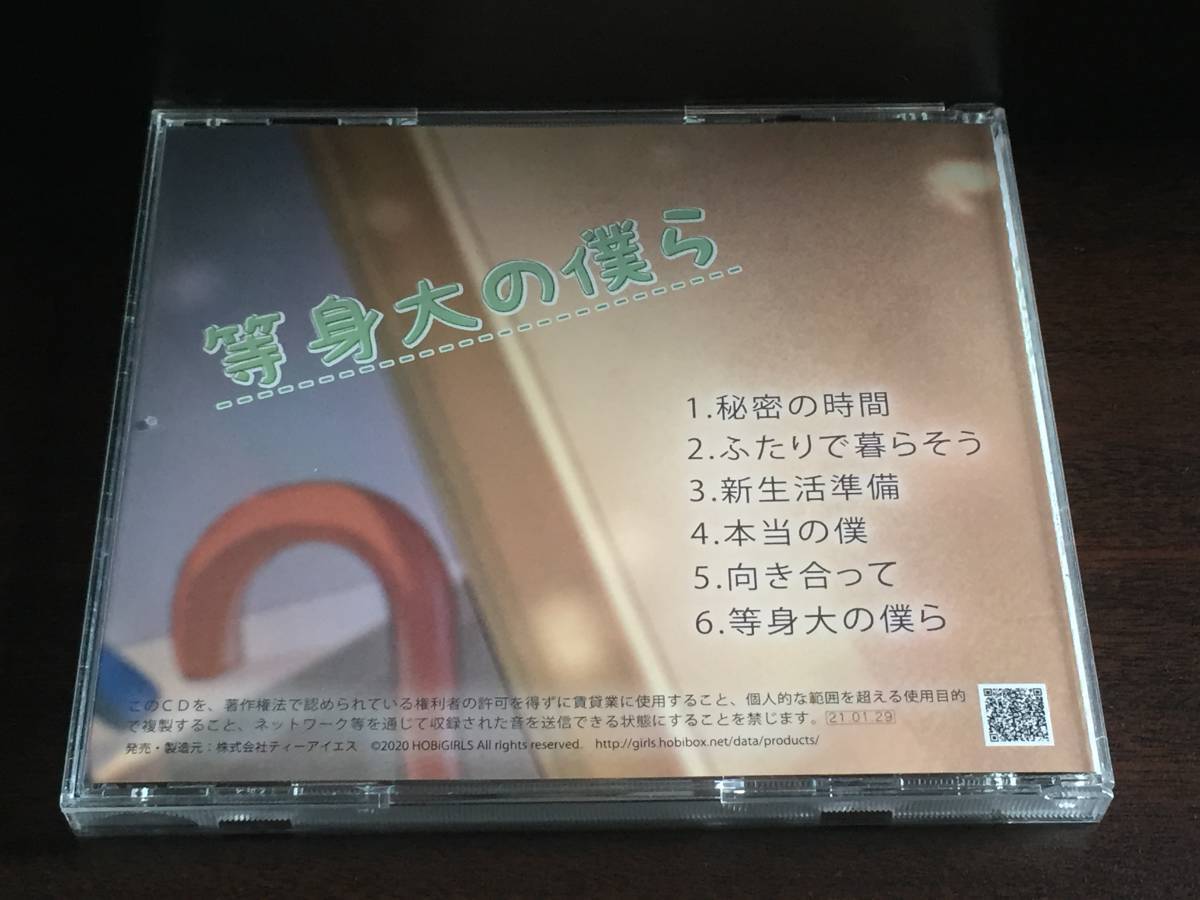 等身大の僕ら
1.秘密の時間
2.ふたりで暮らそう
3.新生活準備
4.本当の僕
5.向き合って
6.等身大の僕ら
このCDを、著作権法で認められている権利者の許可を得ずに賃貸業に使用すること、個人的な範囲を超える使用目的
で複製すること、ネットワーク等を通じて収録された音を送信できる状態にすることを禁じます。21.01.29
発売・製造元：株式会社ティーアイエス ©2020 HOBiGIRLS All rights reserved. http://girls.hobibox.net/data/products/